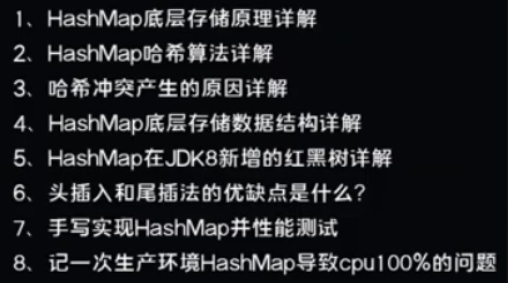 1、HashMap底层存储原理详解
2、HashMap哈希算法详解
3、哈希冲突产生的原因详解
4、HashMap底层存储数据结构详解
5、HashMap在JDK8新增的红黑树详解
6、头插入和尾插法的优缺点是什么?
7、手写实现HashMap并性能测试
8、记一次生产环境HashMap导致cpu100%的问题